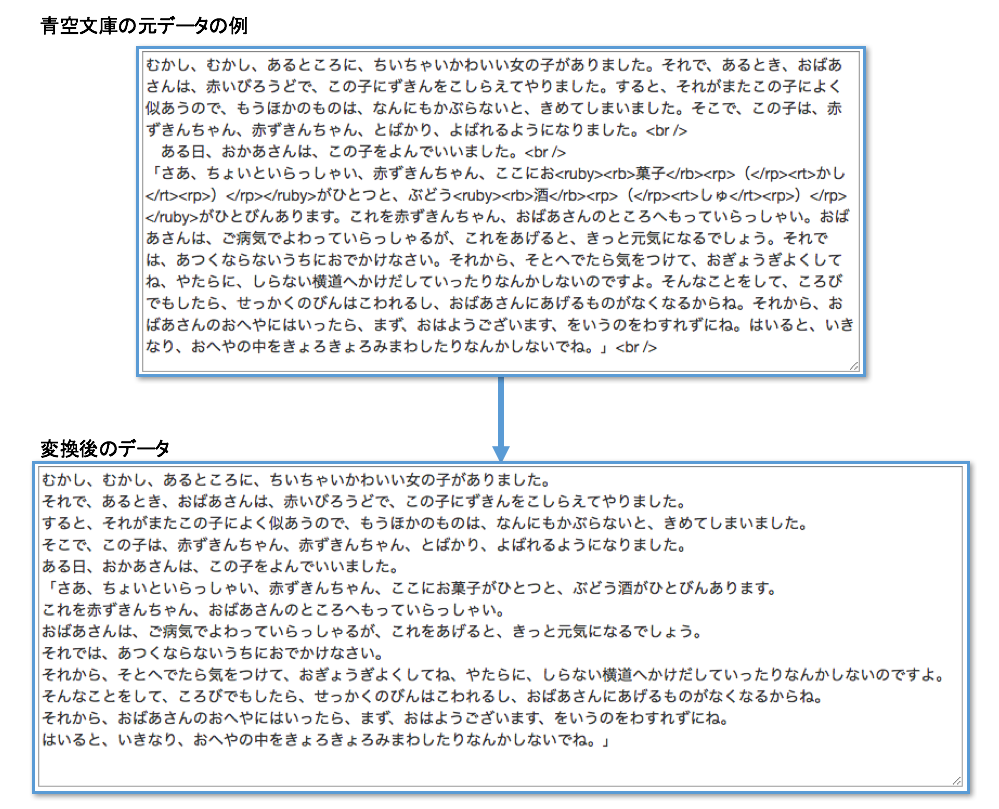 青空文庫の元データの例
むかし、むかし、あるところに、ちいちゃいかわいい女の子がありました。それで、あるとき、おばあ
さんは、赤いびろうどで、この子にずきんをこしらえてやりました。すると、それがまたこの子によく
似あうので、もうほかのものは、なんにもかぶらないと、きめてしまいました。そこで、この子は、赤
ずきんちゃん、赤ずきんちゃん、とばかり、よばれるようになりました。<br />
　ある日、おかあさんは、この子をよんでいいました。<br />
「さあ、ちょいといらっしゃい、赤ずきんちゃん、ここにお<ruby><rb>菓子</rb><rp>（</rp><rt>かし
</rt><rp>）</rp></ruby>がひとつと、ぶどう<ruby><rb>酒</rb><rp>（</rp><rt>しゅ</rt><rp>）</rp>
</ruby>がひとびんあります。これを赤ずきんちゃん、おばあさんのところへもっていらっしゃい。おば
あさんは、ご病気でよわっていらっしゃるが、これをあげると、きっと元気になるでしょう。それで
は、あつくならないうちにおでかけなさい。それから、そとへでたら気をつけて、おぎょうぎよくして
ね、やたらに、しらない横道へかけだしていったりなんかしないのですよ。そんなことをして、ころび
でもしたら、せっかくのびんはこわれるし、おばあさんにあげるものがなくなるからね。それから、お
ばあさんのおへやにはいったら、まず、おはようございます、をいうのをわすれずにね。はいると、いき
なり、おへやの中をきょろきょろみまわしたりなんかしないでね。」<br />
変換後のデータ
むかし、むかし、あるところに、ちいちゃいかわいい女の子がありました。
それで、あるとき、おばあさんは、赤いびろうどで、この子にずきんをこしらえてやりました。
すると、それがまたこの子によく似あうので、もうほかのものは、なんにもかぶらないと、きめてしまいました。
そこで、この子は、赤ずきんちゃん、赤ずきんちゃん、とばかり、よばれるようになりました。
ある日、おかあさんは、この子をよんでいいました。
「さあ、ちょいといらっしゃい、赤ずきんちゃん、ここにお菓子がひとつと、ぶどう酒がひとびんあります。
これを赤ずきんちゃん、おばあさんのところへもっていらっしゃい。
おばあさんは、ご病気でよわっていらっしゃるが、これをあげると、きっと元気になるでしょう。
それでは、あつくならないうちにおでかけなさい。
それから、そとへでたら気をつけて、おぎょうぎよくしてね、やたらに、しらない横道へかけだしていったりなんかしないのですよ。
そんなことをして、ころびでもしたら、せっかくのびんはこわれるし、おばあさんにあげるものがなくなるからね。
それから、おばあさんのおへやにはいったら、まず、おはようございます、をいうのをわすれずにね。
はいると、いきなり、おへやの中をきょろきょろみまわしたりなんかしないでね。」